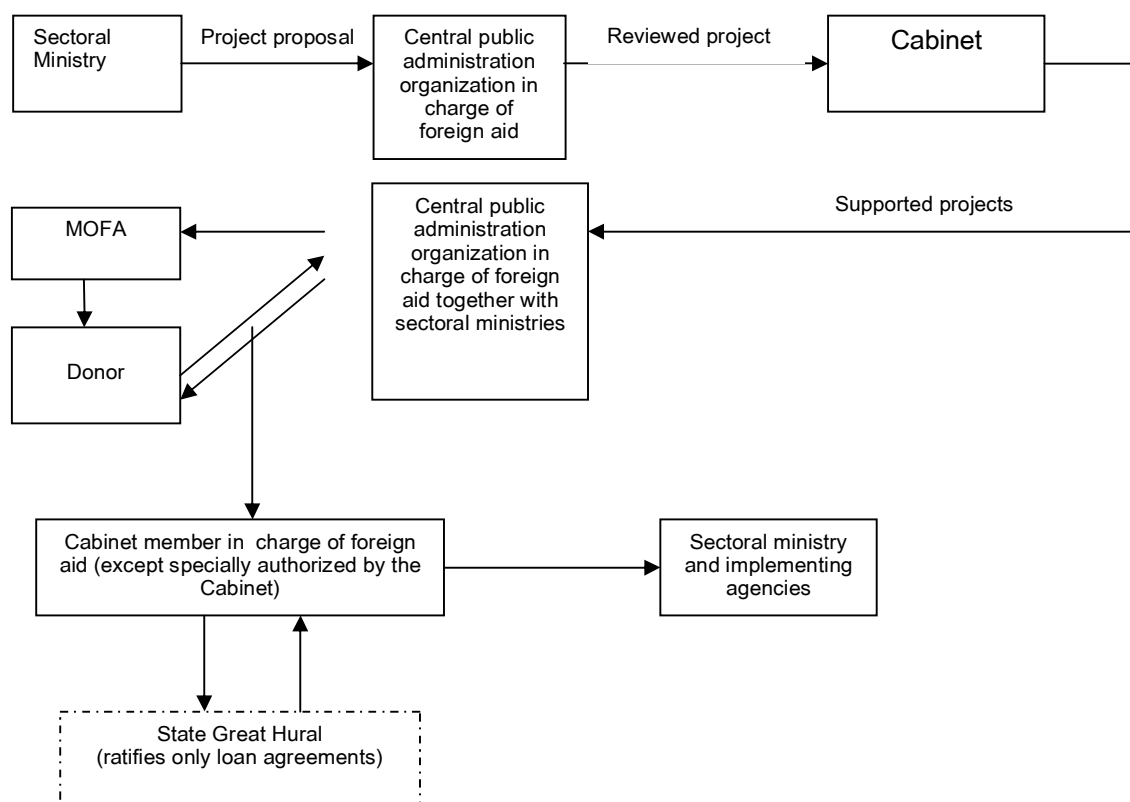 Sectoral
Ministry
Project proposal
Central public
administration
organization in
charge of
foreign aid
Reviewed project
Cabinet
MOFA
Central public
administration
organization in
charge of foreign
aid together with
sectoral ministries
Supported projects
Donor
Cabinet member in  charge of foreign
aid (except specially authorized by the
Cabinet)
Sectoral ministry
and implementing
agencies
State Great Hural
(ratifies only loan agreements)